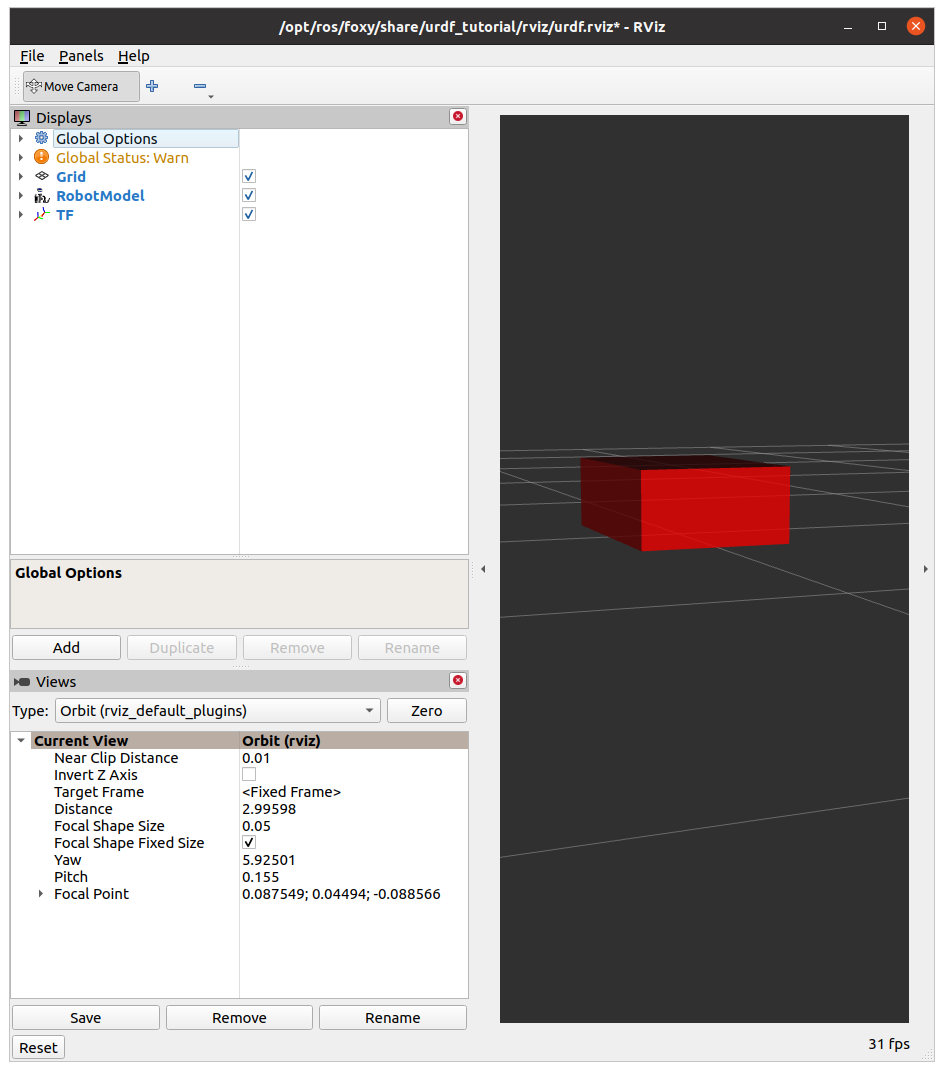 /opt/ros/foxy/share/urdf_tutorial/rviz/urdf.rviz* - RViz
File Panels Help
Move Camera
Displays
Global Options
Global Status: Warn
Grid
RobotModel
TF
Global Options
Add Duplicate Remove Rename
Views
Type: Orbit (rviz_default_plugins) Zero
Current View Orbit (rviz)
Near Clip Distance 0.01
Invert Z Axis
Target Frame <Fixed Frame>
Distance 2.99598
Focal Shape Size 0.05
Focal Shape Fixed Size
Yaw 5.92501
Pitch 0.155
Focal Point 0.087549; 0.04494; -0.088566
Save Remove Rename
Reset 31 fps